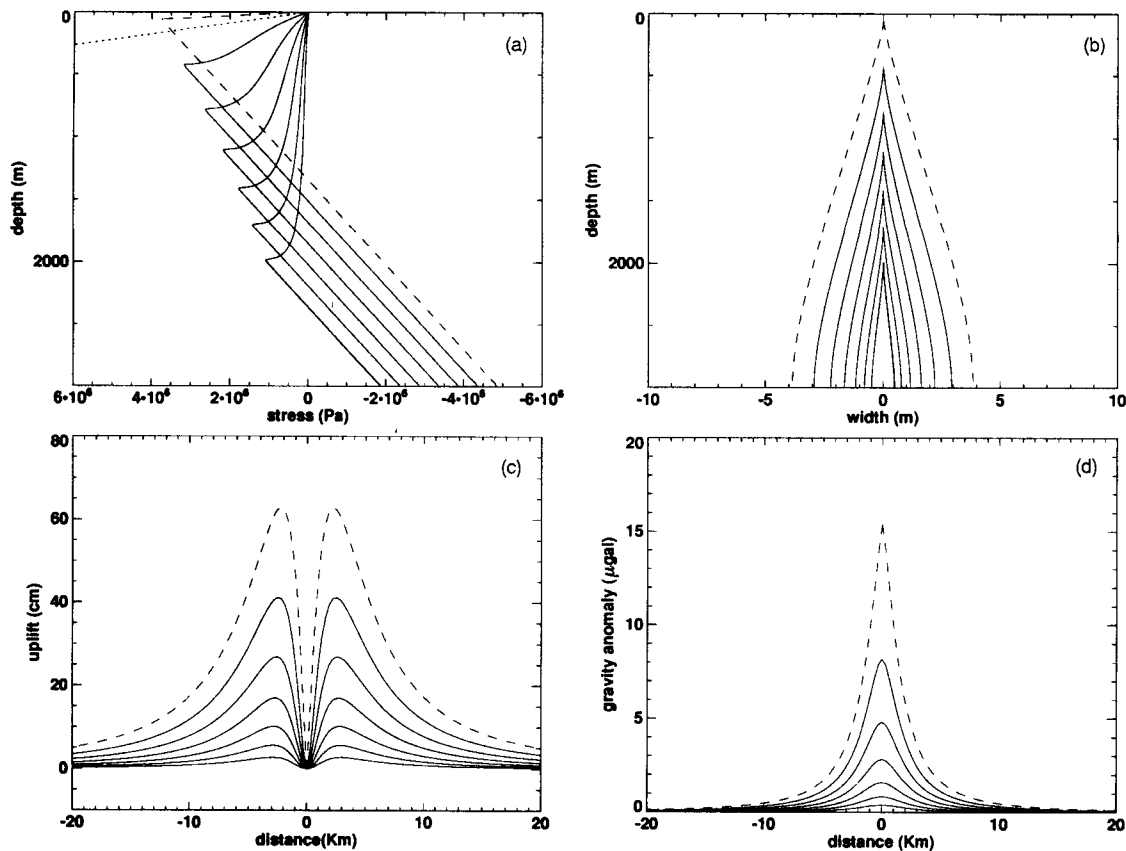 (a)
depth (m)
0
2000
6•10⁶ 4•10⁶ 2•10⁶ 0 -2•10⁶ -4•10⁶ -6•10⁶
stress (Pa)
(b)
depth (m)
0
2000
-10 -5 0 5 10
width (m)
(c)
uplift (cm)
80
60
40
20
0
-20 -10 0 10 20
distance(Km)
(d)
gravity anomaly (µgal)
20
15
10
5
0
-20 -10 0 10 20
distance (Km)